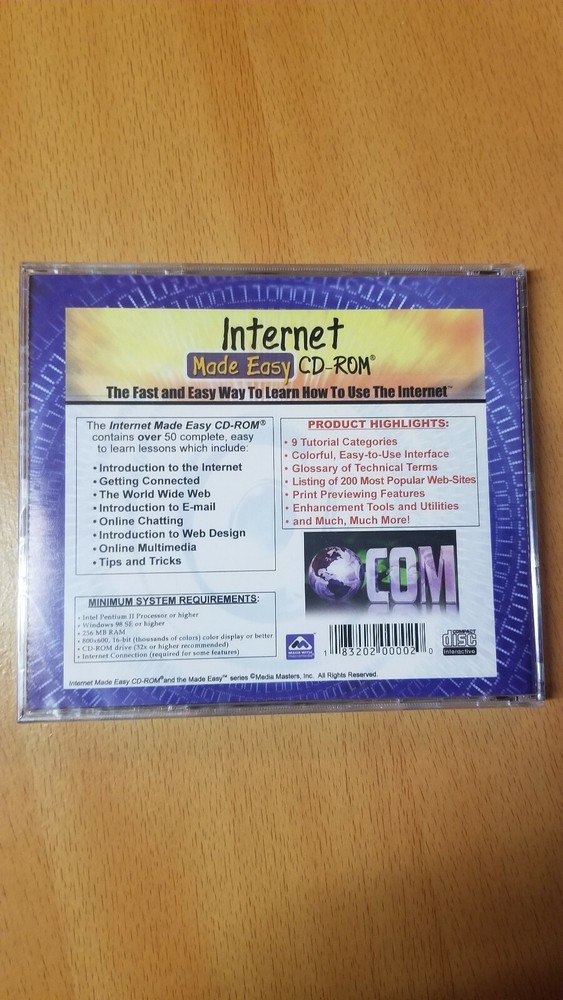 Internet
Made Easy CD-ROM®
The Fast and Easy Way To Learn How To Use The Internet™
The Internet Made Easy CD-ROM®
contains over 50 complete, easy
to learn lessons which include:
• Introduction to the Internet
• Getting Connected
• The World Wide Web
• Introduction to E-mail
• Online Chatting
• Introduction to Web Design
• Online Multimedia
• Tips and Tricks
PRODUCT HIGHLIGHTS:
• 9 Tutorial Categories
• Colorful, Easy-to-Use Interface
• Glossary of Technical Terms
• Listing of 200 Most Popular Web-Sites
• Print Previewing Features
• Enhancement Tools and Utilities
• and Much, Much More!
.COM
MINIMUM SYSTEM REQUIREMENTS:
• Intel Pentium II Processor or higher
• Windows 98 SE or higher
• 256 MB RAM
• 800x600, 16-bit (thousands of colors) color display or better
• CD-ROM drive (32x or higher recommended)
• Internet Connection (required for some features)
MADE WITH
1 83202 00002 0
COMPACT
disc
Interactive
Internet Made Easy CD-ROM® and the Made Easy™ series ©Media Masters, Inc. All Rights Reserved.